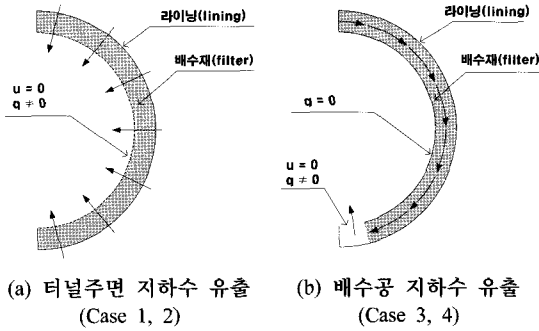 라이닝(lining)
배수재(filter)
u = 0
q ≠ 0
라이닝(lining)
배수재(filter)
q = 0
u = 0
q ≠ 0
(a) 터널주면 지하수 유출
(Case 1, 2)
(b) 배수공 지하수 유출
(Case 3, 4)